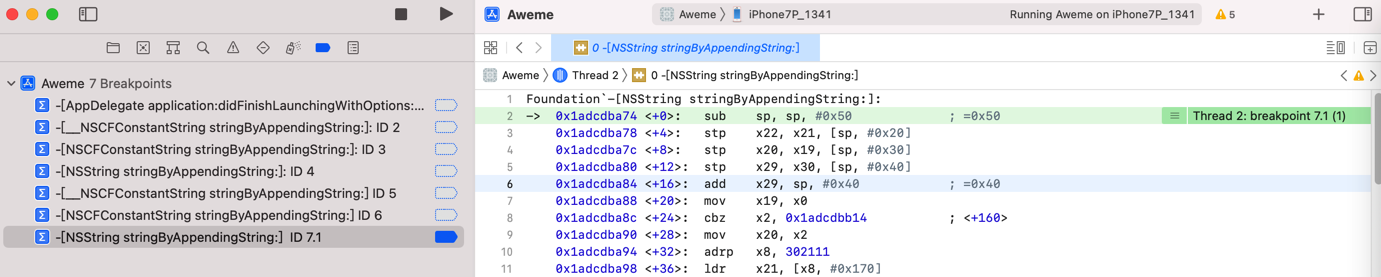 Aweme
Aweme 〉 iPhone7P_1341
Running Aweme on iPhone7P_1341
5
0 -[NSString stringByAppendingString:]
Aweme 〉 Thread 2 〉 0 -[NSString stringByAppendingString:]
Aweme 7 Breakpoints
-[AppDelegate application:didFinishLaunchingWithOptions:...
-[__NSCFConstantString stringByAppendingString:]: ID 2
-[NSCFConstantString stringByAppendingString:]: ID 3
-[NSString stringByAppendingString:]: ID 4
-[__NSCFConstantString stringByAppendingString:] ID 5
-[NSCFConstantString stringByAppendingString:] ID 6
-[NSString stringByAppendingString:] ID 7.1
1 Foundation`-[NSString stringByAppendingString:]:
2 -> 0x1adcdba74 <+0>: sub sp, sp, #0x50 ; =0x50
Thread 2: breakpoint 7.1 (1)
3 0x1adcdba78 <+4>: stp x22, x21, [sp, #0x20]
4 0x1adcdba7c <+8>: stp x20, x19, [sp, #0x30]
5 0x1adcdba80 <+12>: stp x29, x30, [sp, #0x40]
6 0x1adcdba84 <+16>: add x29, sp, #0x40 ; =0x40
7 0x1adcdba88 <+20>: mov x19, x0
8 0x1adcdba8c <+24>: cbz x2, 0x1adcdbb14 ; <+160>
9 0x1adcdba90 <+28>: mov x20, x2
10 0x1adcdba94 <+32>: adrp x8, 302111
11 0x1adcdba98 <+36>: ldr x21, [x8, #0x170]